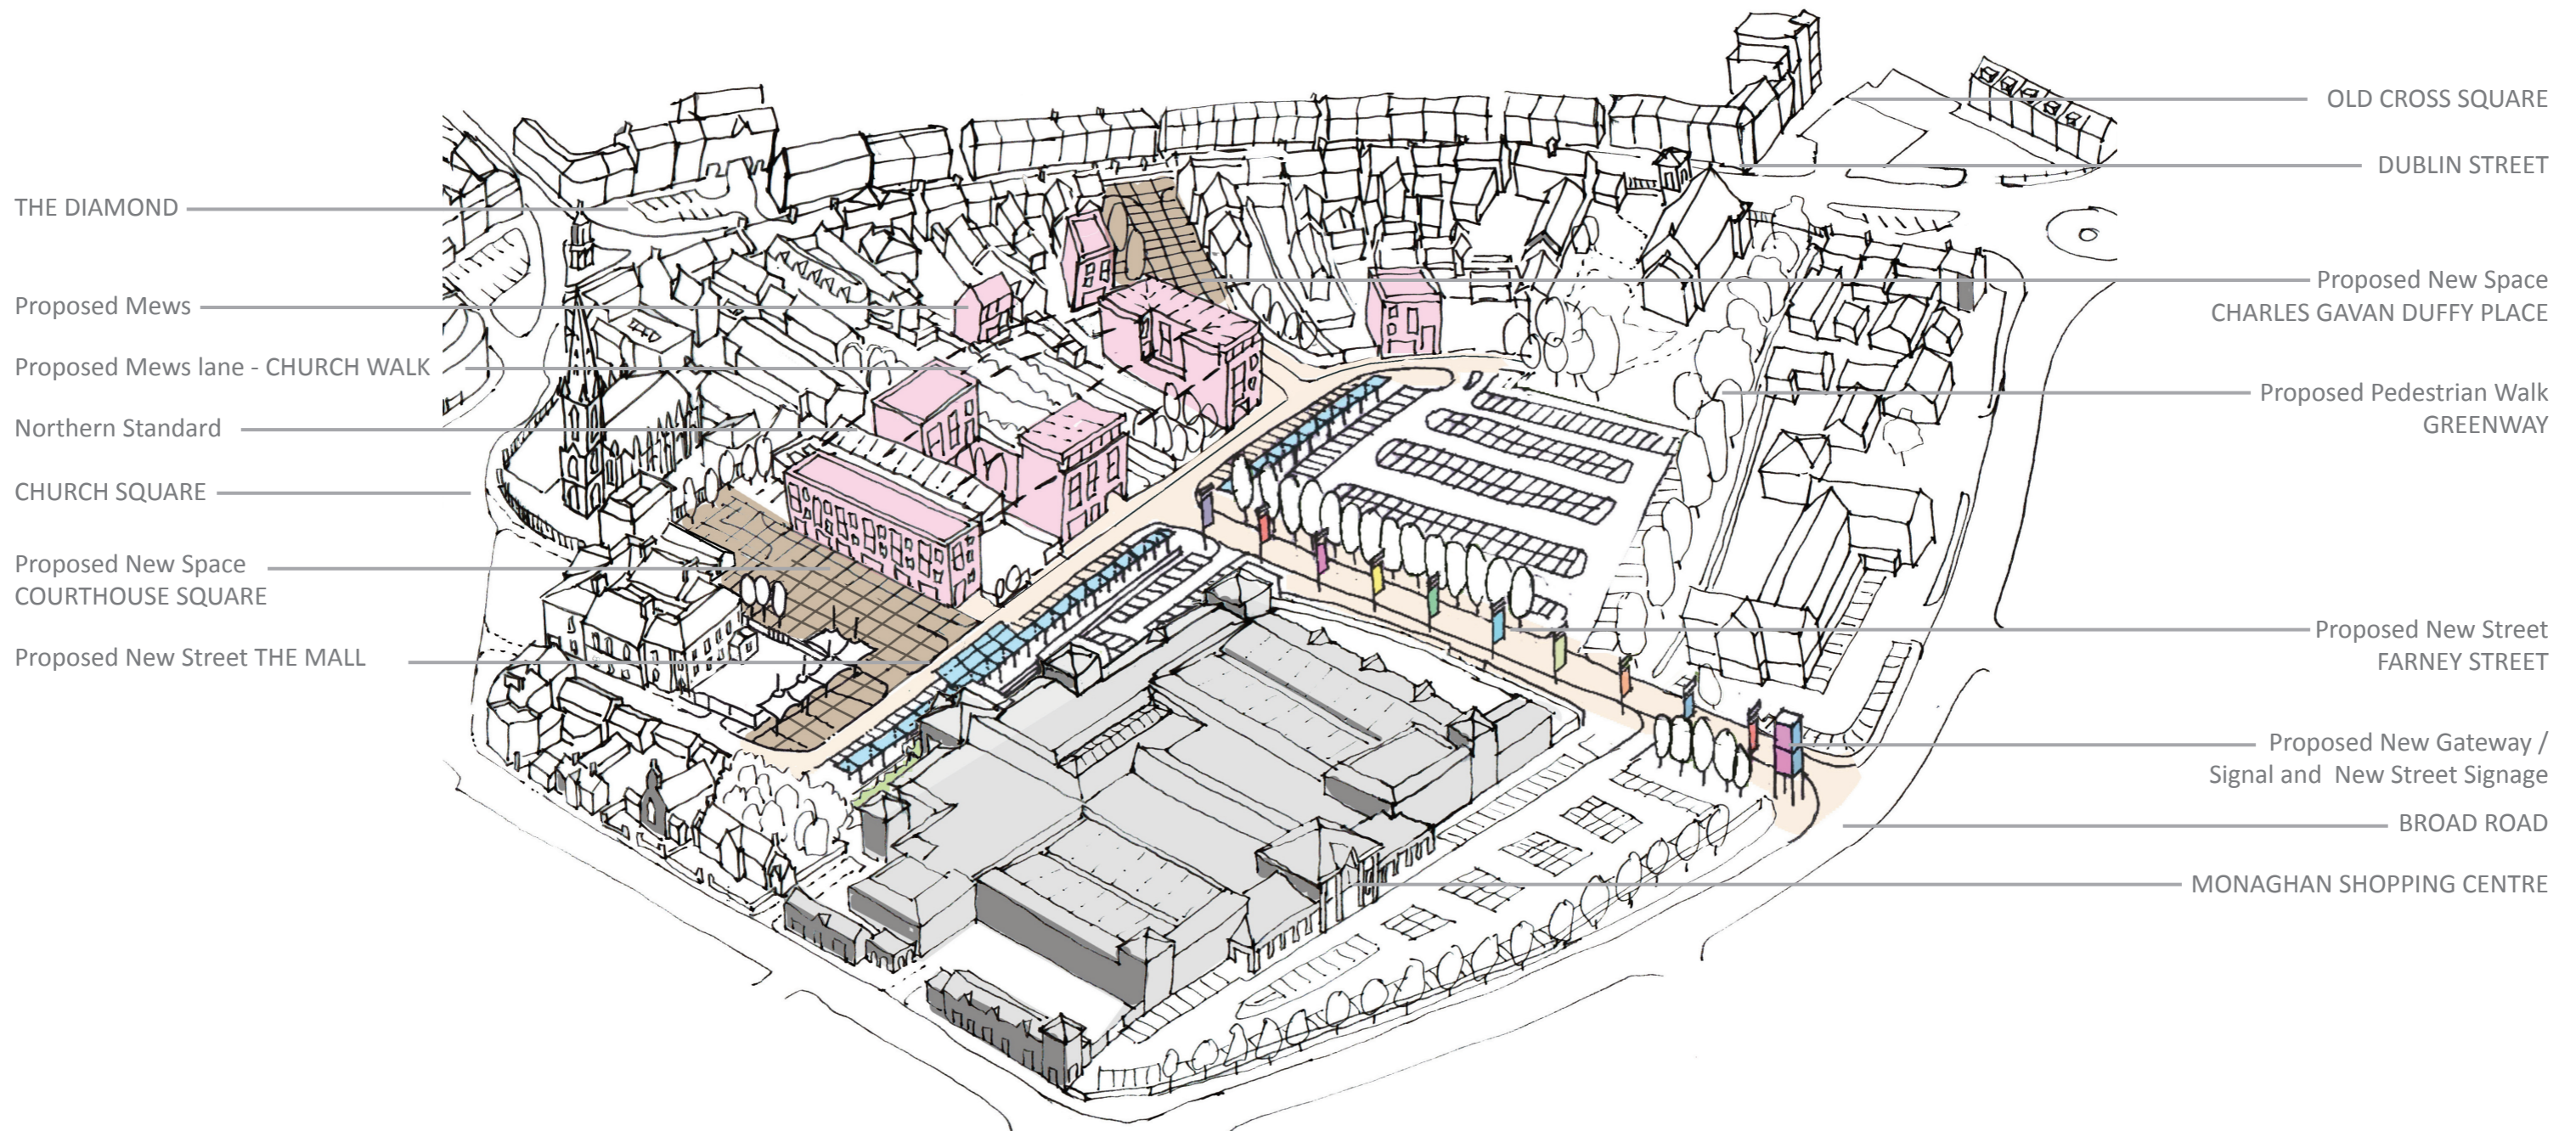 THE DIAMOND
Proposed Mews
Proposed Mews lane - CHURCH WALK
Northern Standard
CHURCH SQUARE
Proposed New Space
COURTHOUSE SQUARE
Proposed New Street THE MALL
OLD CROSS SQUARE
DUBLIN STREET
Proposed New Space
CHARLES GAVAN DUFFY PLACE
Proposed Pedestrian Walk
GREENWAY
Proposed New Street
FARNEY STREET
Proposed New Gateway /
Signal and New Street Signage
BROAD ROAD
MONAGHAN SHOPPING CENTRE